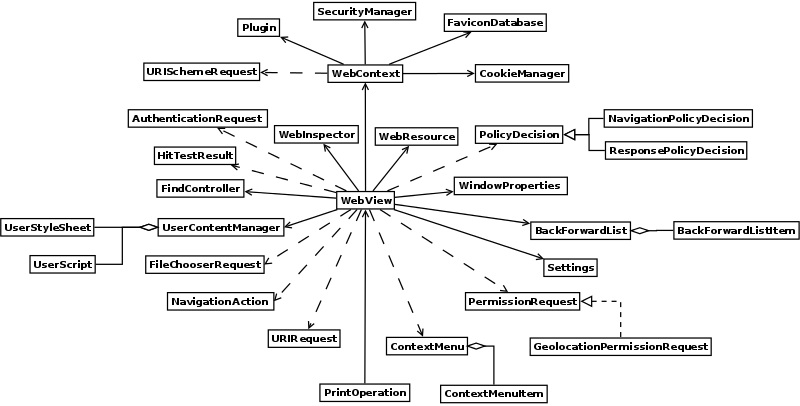 SecurityManager
Plugin
FaviconDatabase
URISchemeRequest
WebContext
CookieManager
AuthenticationRequest
WebInspector
WebResource
PolicyDecision
NavigationPolicyDecision
HitTestResult
ResponsePolicyDecision
FindController
WebView
WindowProperties
UserStyleSheet
UserContentManager
BackForwardList
BackForwardListItem
UserScript
FileChooserRequest
Settings
NavigationAction
PermissionRequest
URIRequest
ContextMenu
GeolocationPermissionRequest
PrintOperation
ContextMenuItem